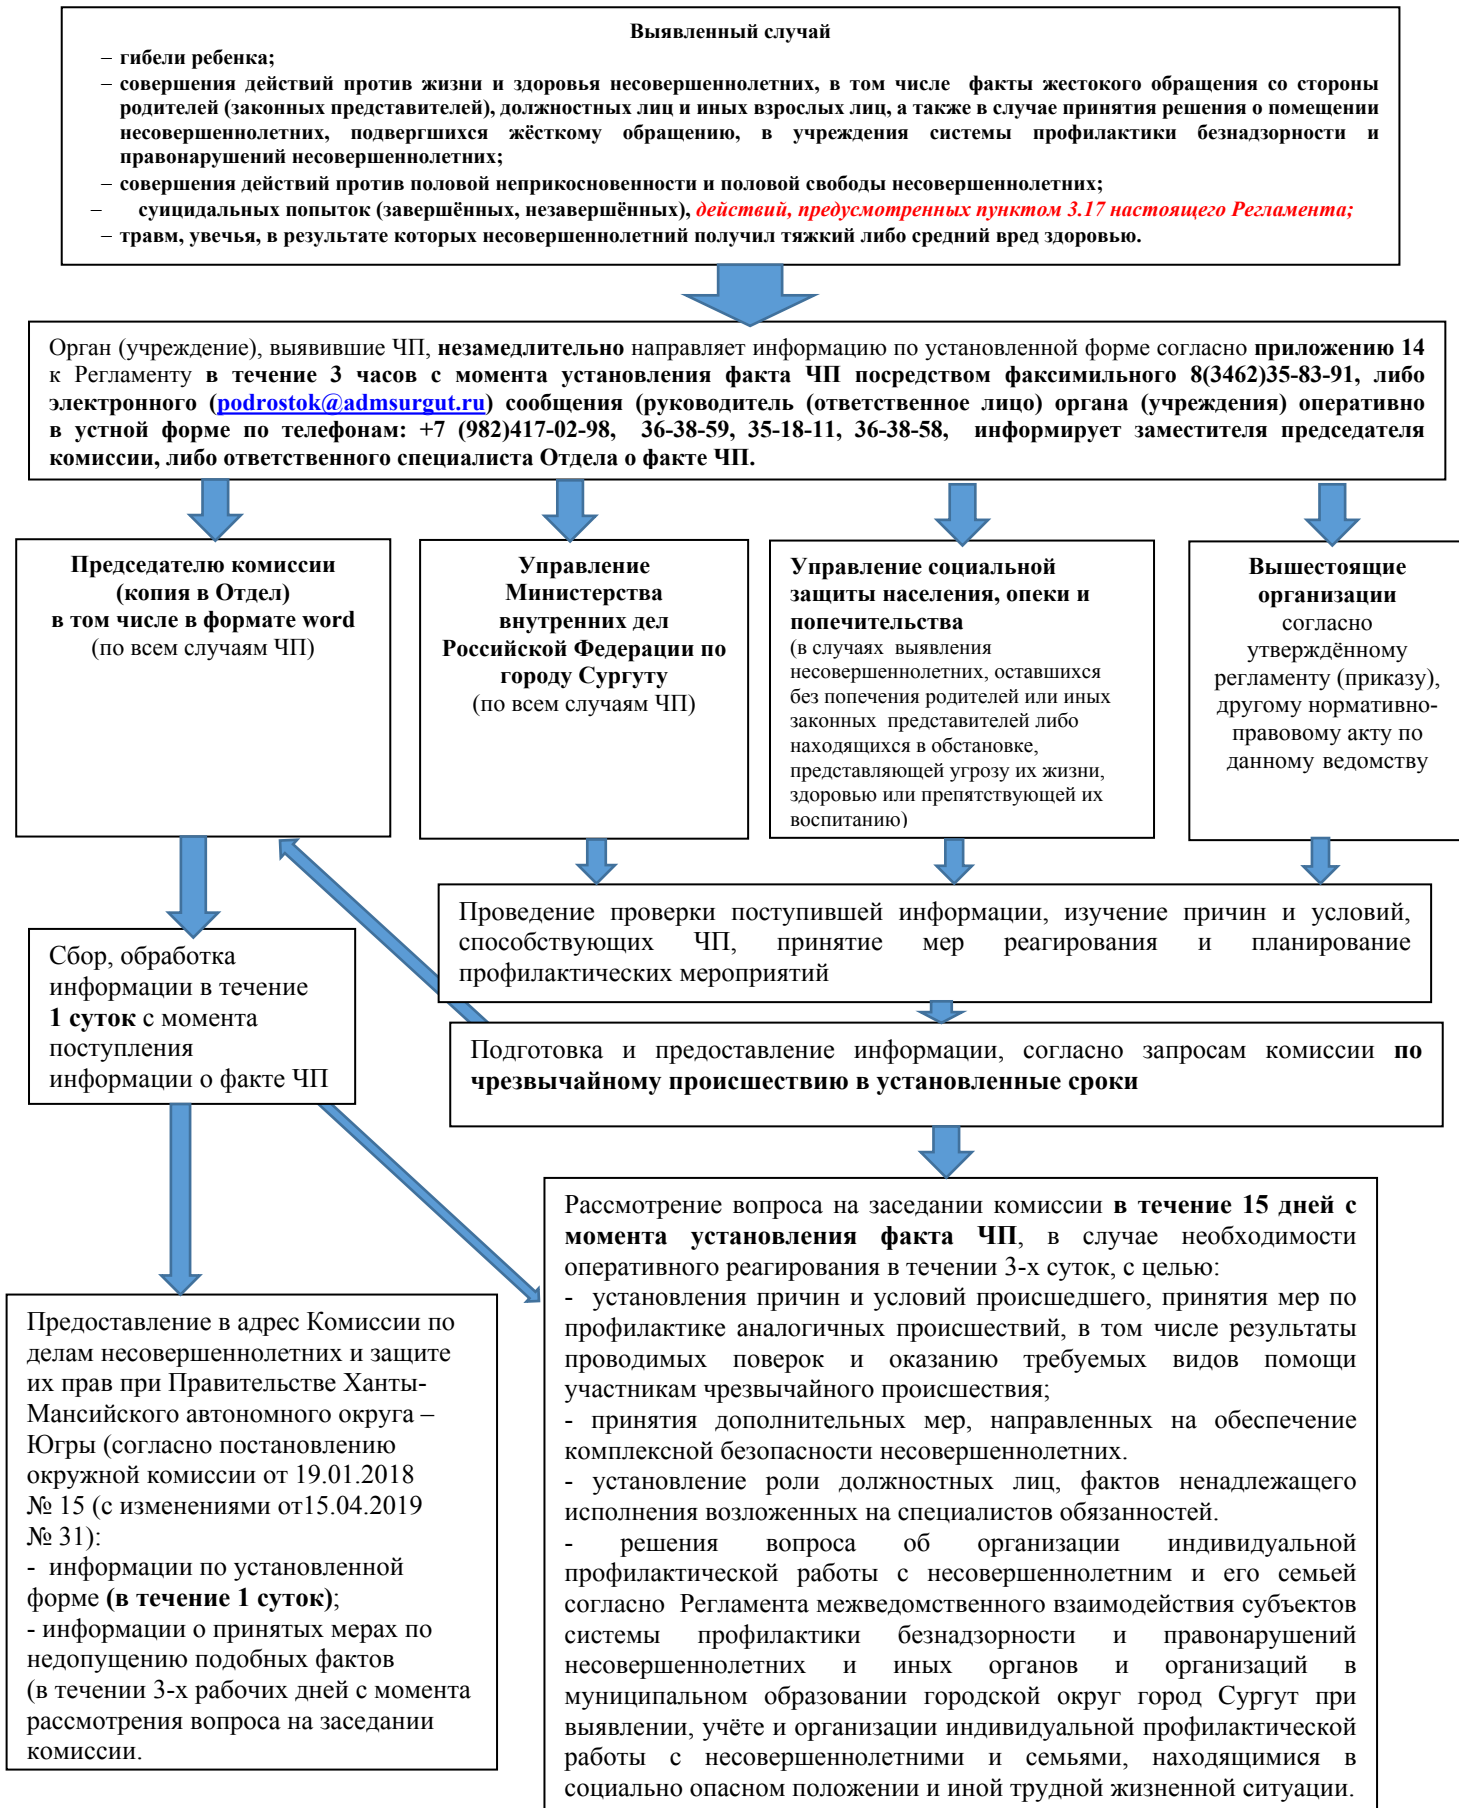 Выявленный случай
– гибели ребенка;
– совершения действий против жизни и здоровья несовершеннолетних, в том числе факты жестокого обращения со стороны
родителей (законных представителей), должностных лиц и иных взрослых лиц, а также в случае принятия решения о помещении
несовершеннолетних, подвергшихся жёсткому обращению, в учреждения системы профилактики безнадзорности и
правонарушений несовершеннолетних;
– совершения действий против половой неприкосновенности и половой свободы несовершеннолетних;
– суицидальных попыток (завершённых, незавершённых), действий, предусмотренных пунктом 3.17 настоящего Регламента;
– травм, увечья, в результате которых несовершеннолетний получил тяжкий либо средний вред здоровью.
Орган (учреждение), выявившие ЧП, незамедлительно направляет информацию по установленной форме согласно приложению 14
к Регламенту в течение 3 часов с момента установления факта ЧП посредством факсимильного 8(3462)35-83-91, либо
электронного (podrostok@admsurgut.ru) сообщения (руководитель (ответственное лицо) органа (учреждения) оперативно
в устной форме по телефонам: +7 (982)417-02-98, 36-38-59, 35-18-11, 36-38-58, информирует заместителя председателя
комиссии, либо ответственного специалиста Отдела о факте ЧП.
Председателю комиссии
(копия в Отдел)
в том числе в формате word
(по всем случаям ЧП)
Управление
Министерства
внутренних дел
Российской Федерации по
городу Сургуту
(по всем случаям ЧП)
Управление социальной
защиты населения, опеки и
попечительства
(в случаях выявления
несовершеннолетних, оставшихся
без попечения родителей или иных
законных представителей либо
находящихся в обстановке,
представляющей угрозу их жизни,
здоровью или препятствующей их
воспитанию)
Вышестоящие
организации
согласно
утверждённому
регламенту (приказу),
другому нормативно-
правовому акту по
данному ведомству
Проведение проверки поступившей информации, изучение причин и условий,
способствующих ЧП, принятие мер реагирования и планирование
профилактических мероприятий
Сбор, обработка
информации в течение
1 суток с момента
поступления
информации о факте ЧП
Подготовка и предоставление информации, согласно запросам комиссии по
чрезвычайному происшествию в установленные сроки
Рассмотрение вопроса на заседании комиссии в течение 15 дней с
момента установления факта ЧП, в случае необходимости
оперативного реагирования в течении 3-х суток, с целью:
- установления причин и условий происшедшего, принятия мер по
профилактике аналогичных происшествий, в том числе результаты
проводимых поверок и оказанию требуемых видов помощи
участникам чрезвычайного происшествия;
- принятия дополнительных мер, направленных на обеспечение
комплексной безопасности несовершеннолетних.
- установление роли должностных лиц, фактов ненадлежащего
исполнения возложенных на специалистов обязанностей.
- решения вопроса об организации индивидуальной
профилактической работы с несовершеннолетним и его семьей
согласно Регламента межведомственного взаимодействия субъектов
системы профилактики безнадзорности и правонарушений
несовершеннолетних и иных органов и организаций в
муниципальном образовании городской округ город Сургут при
выявлении, учёте и организации индивидуальной профилактической
работы с несовершеннолетними и семьями, находящимися в
социально опасном положении и иной трудной жизненной ситуации.
Предоставление в адрес Комиссии по
делам несовершеннолетних и защите
их прав при Правительстве Ханты-
Мансийского автономного округа –
Югры (согласно постановлению
окружной комиссии от 19.01.2018
№ 15 (с изменениями от15.04.2019
№ 31):
- информации по установленной
форме (в течение 1 суток);
- информации о принятых мерах по
недопущению подобных фактов
(в течении 3-х рабочих дней с момента
рассмотрения вопроса на заседании
комиссии.